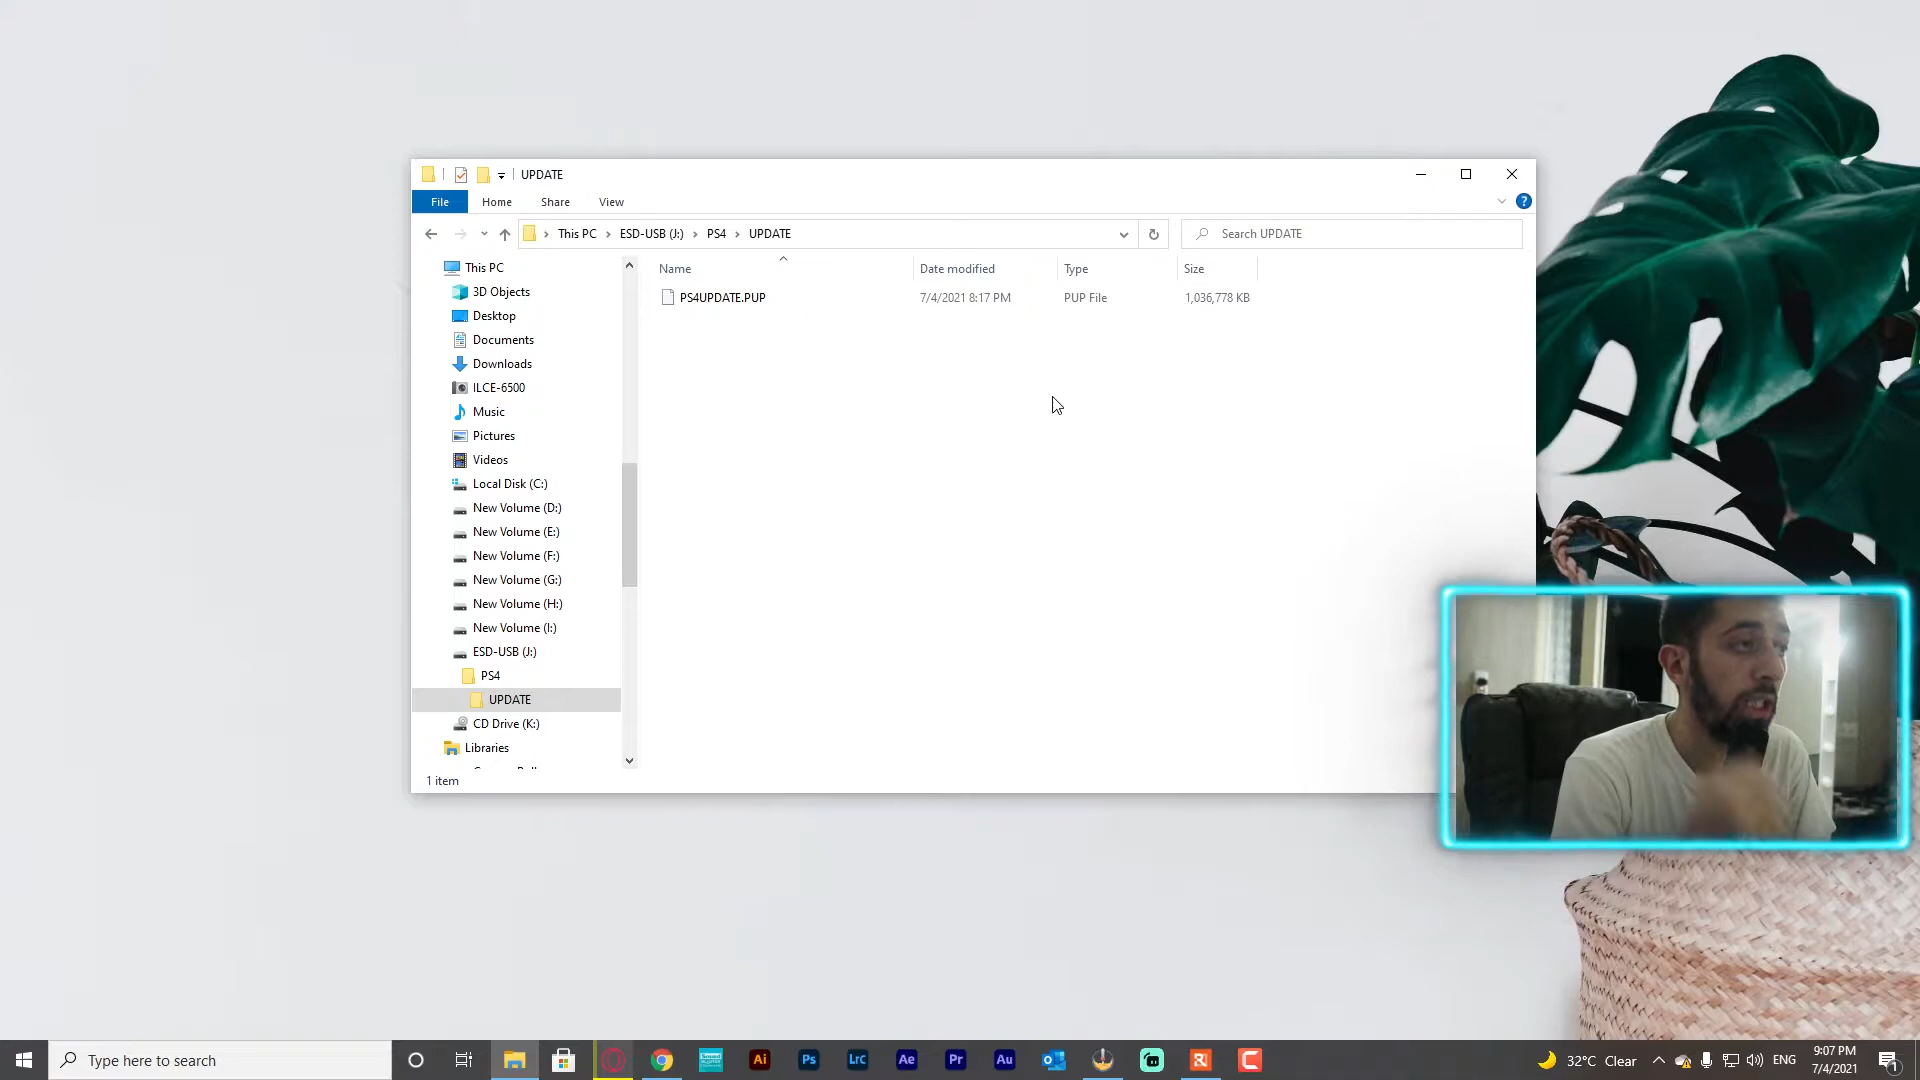 UPDATE
File Home Share View
This PC ESD-USB (J:) PS4 UPDATE
Search UPDATE
Name Date modified Type Size
PS4UPDATE.PUP 7/4/2021 8:17 PM PUP File 1,036,778 KB
This PC
3D Objects
Desktop
Documents
Downloads
ILCE-6500
Music
Pictures
Videos
Local Disk (C:)
New Volume (D:)
New Volume (E:)
New Volume (F:)
New Volume (G:)
New Volume (H:)
New Volume (I:)
ESD-USB (J:)
PS4
UPDATE
CD Drive (K:)
Libraries
1 item
Type here to search
Ai
Ps
Lrc
Ae
Pr
Au
32°C Clear
ENG
9:07 PM
7/4/2021
1